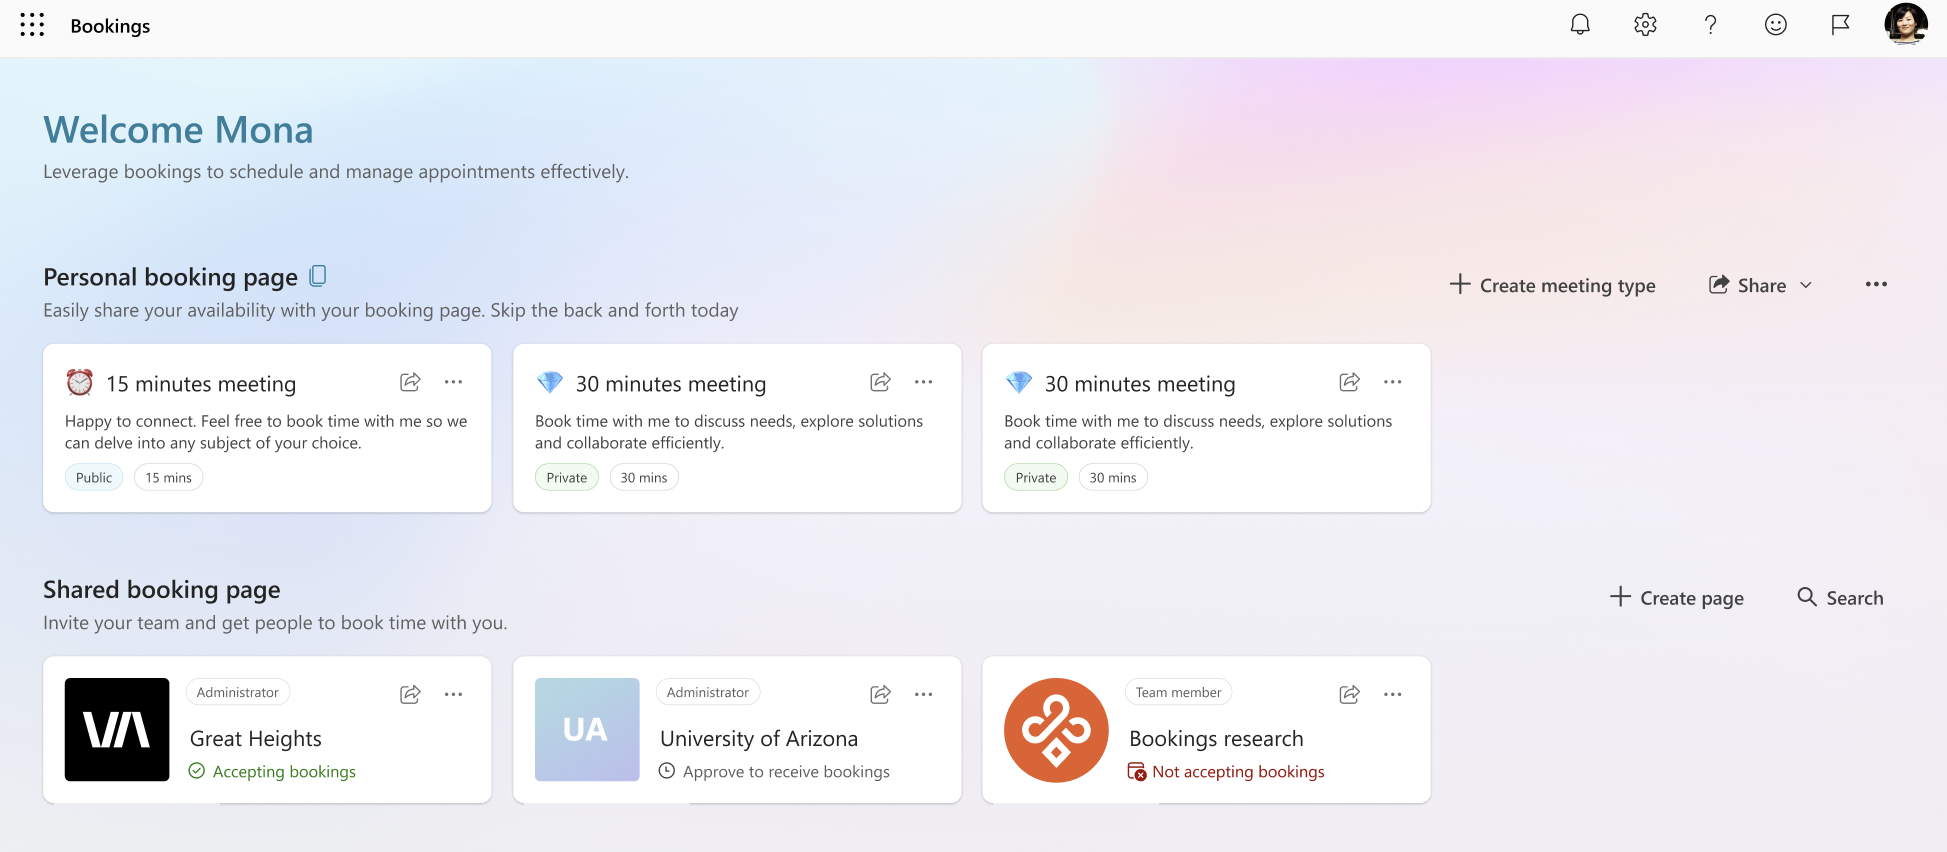 Bookings
Welcome Mona
Leverage bookings to schedule and manage appointments effectively.
Personal booking page
Easily share your availability with your booking page. Skip the back and forth today
Create meeting type
Share
15 minutes meeting
Happy to connect. Feel free to book time with me so we
can delve into any subject of your choice.
Public
15 mins
30 minutes meeting
Book time with me to discuss needs, explore solutions
and collaborate efficiently.
Private
30 mins
30 minutes meeting
Book time with me to discuss needs, explore solutions
and collaborate efficiently.
Private
30 mins
Shared booking page
Invite your team and get people to book time with you.
Create page
Search
VA
Administrator
Great Heights
Accepting bookings
UA
Administrator
University of Arizona
Approve to receive bookings
Team member
Bookings research
Not accepting bookings